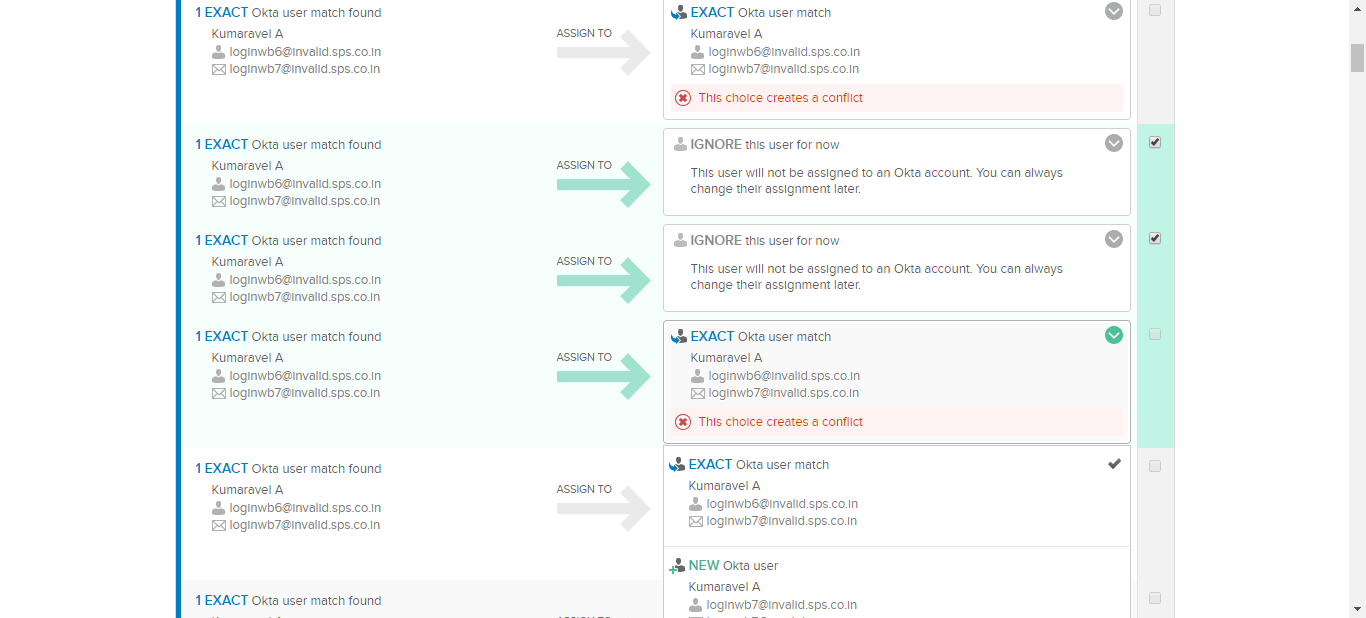 1 EXACT Okta user match found
Kumaravel A
loginwb6@invalid.sps.co.in
loginwb7@invalid.sps.co.in
ASSIGN TO
EXACT Okta user match
Kumaravel A
loginwb6@invalid.sps.co.in
loginwb7@invalid.sps.co.in
This choice creates a conflict
1 EXACT Okta user match found
Kumaravel A
loginwb6@invalid.sps.co.in
loginwb7@invalid.sps.co.in
ASSIGN TO
IGNORE this user for now
This user will not be assigned to an Okta account. You can always
change their assignment later.
1 EXACT Okta user match found
Kumaravel A
loginwb6@invalid.sps.co.in
loginwb7@invalid.sps.co.in
ASSIGN TO
IGNORE this user for now
This user will not be assigned to an Okta account. You can always
change their assignment later.
1 EXACT Okta user match found
Kumaravel A
loginwb6@invalid.sps.co.in
loginwb7@invalid.sps.co.in
ASSIGN TO
EXACT Okta user match
Kumaravel A
loginwb6@invalid.sps.co.in
loginwb7@invalid.sps.co.in
This choice creates a conflict
1 EXACT Okta user match found
Kumaravel A
loginwb6@invalid.sps.co.in
loginwb7@invalid.sps.co.in
ASSIGN TO
EXACT Okta user match
Kumaravel A
loginwb6@invalid.sps.co.in
loginwb7@invalid.sps.co.in
NEW Okta user
Kumaravel A
loginwb7@invalid.sps.co.in
1 EXACT Okta user match found